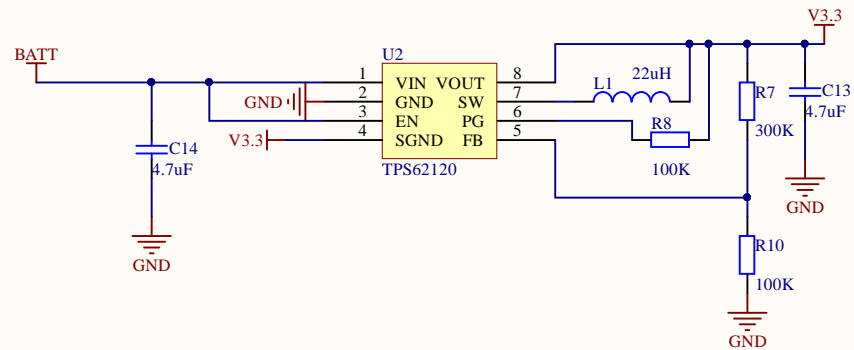 V3.3
BATT
U2
1 VIN VOUT 8
L1 22uH
R7
C13
GND 2 GND SW 7
4.7uF
3 EN PG 6
R8
300K
V3.3 4 SGND FB 5
C14
4.7uF
TPS62120
100K
GND
R10
GND
100K
GND